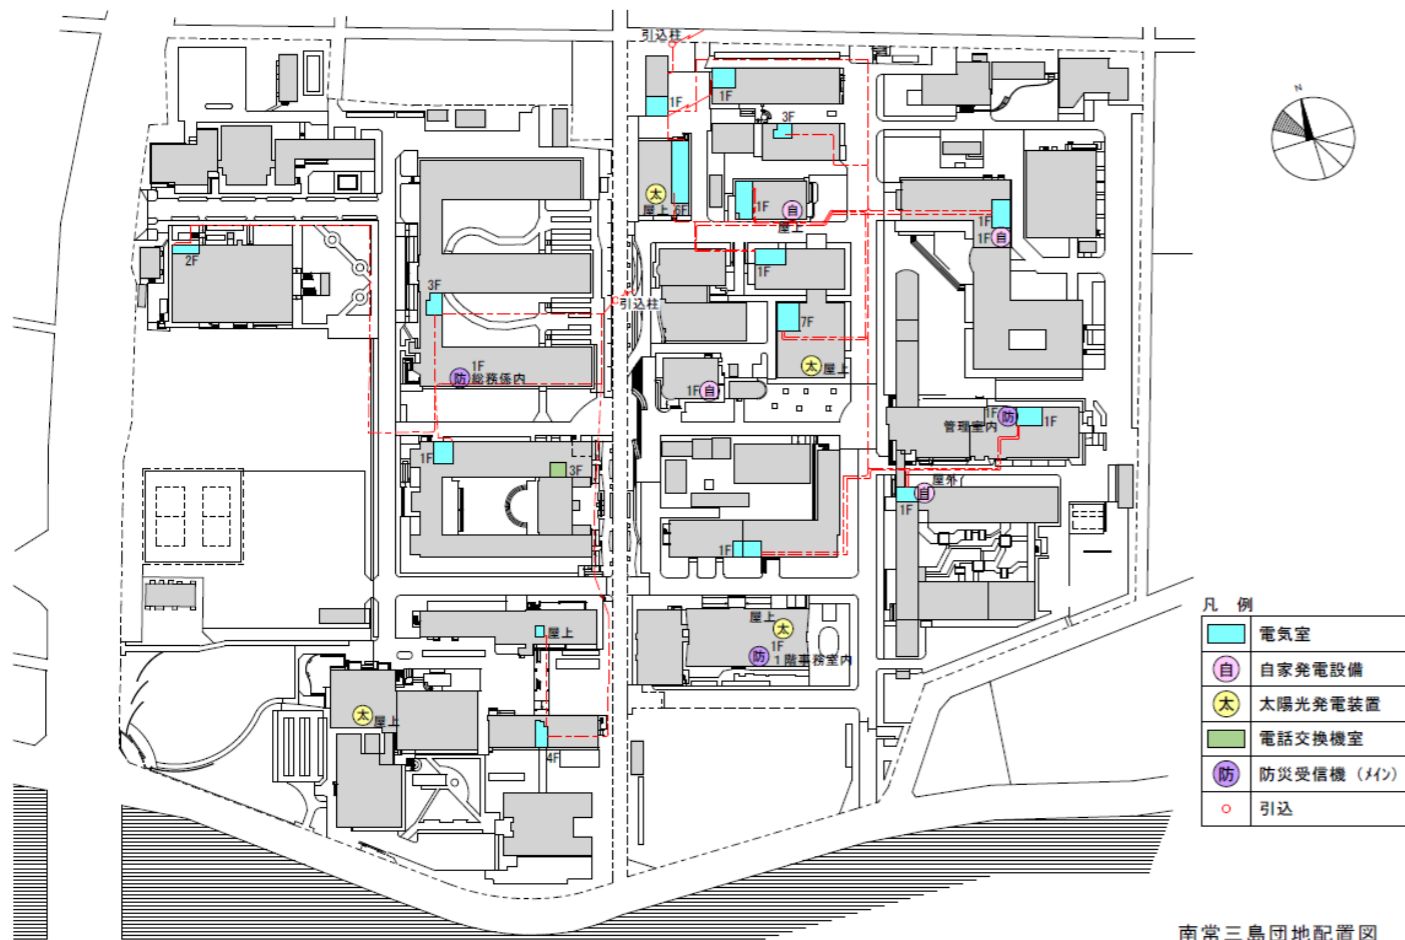 引込柱
1F
1F
3F
太
屋上
6F
1F
自
屋上
1F
1F
自
2F
1F
3F
引込柱
7F
太
屋上
1F
防
総務係内
1F
自
1F
防
管理室内
1F
1F
3F
屋外
自
1F
1F
屋上
屋上
太
1F
防
1階事務室内
太
屋上
4F
N
凡 例
電気室
自
自家発電設備
太
太陽光発電装置
電話交換機室
防
防災受信機(メイン)
引込
南常三島団地配置図